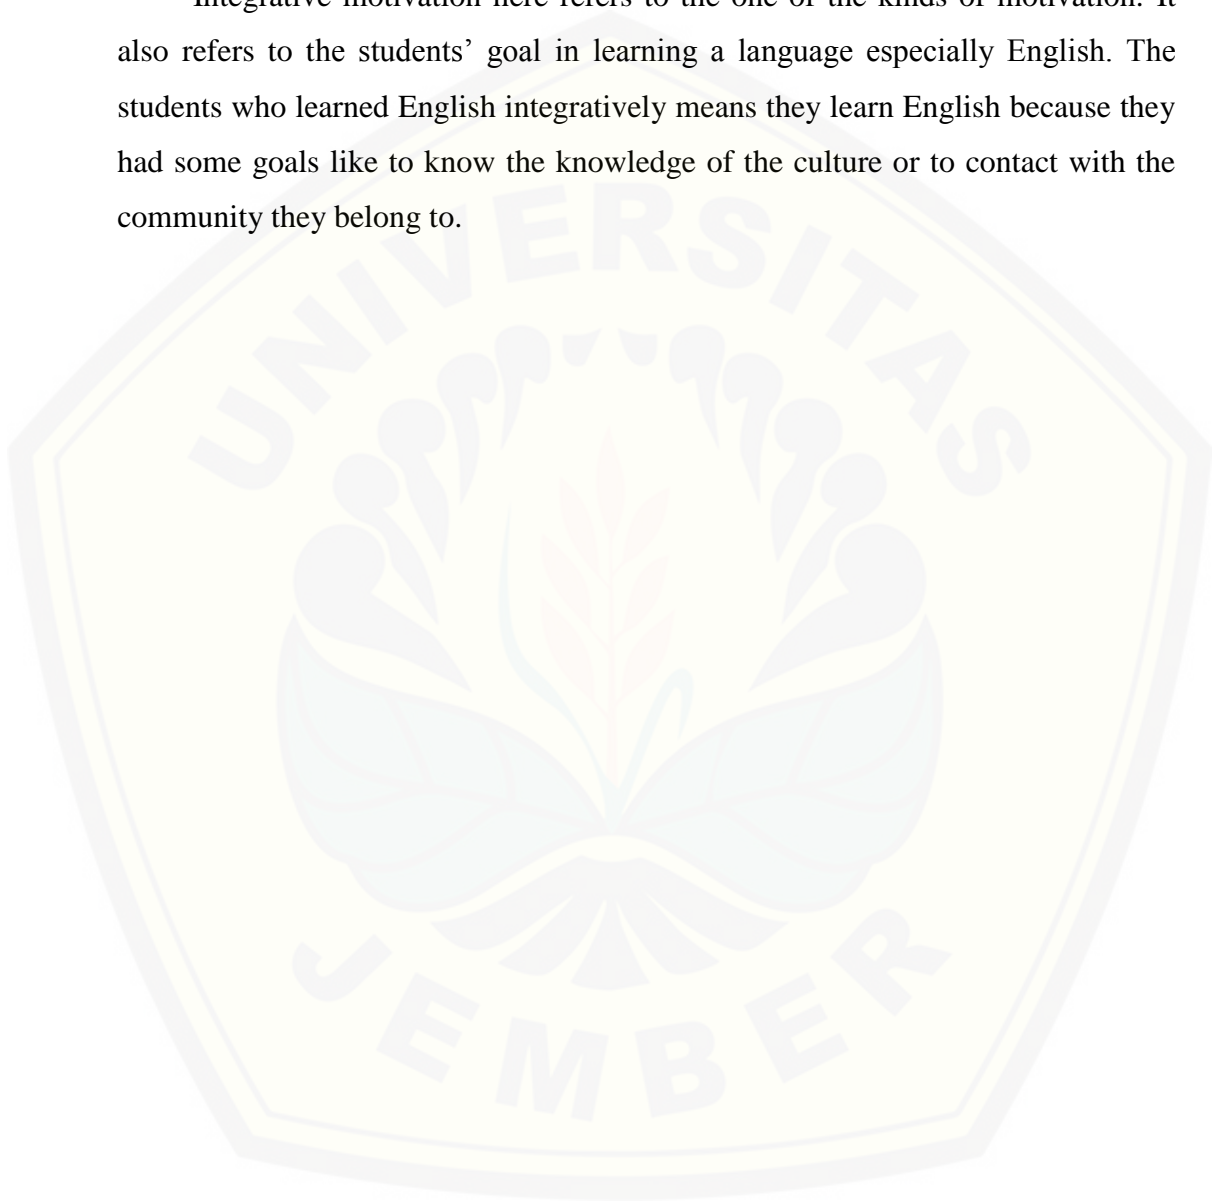 Integrative motivation here refers to the one of the kinds of motivation. It
also refers to the students’ goal in learning a language especially English. The
students who learned English integratively means they learn English because they
had some goals like to know the knowledge of the culture or to contact with the
community they belong to.
UNIVERSITAS
JEMBER